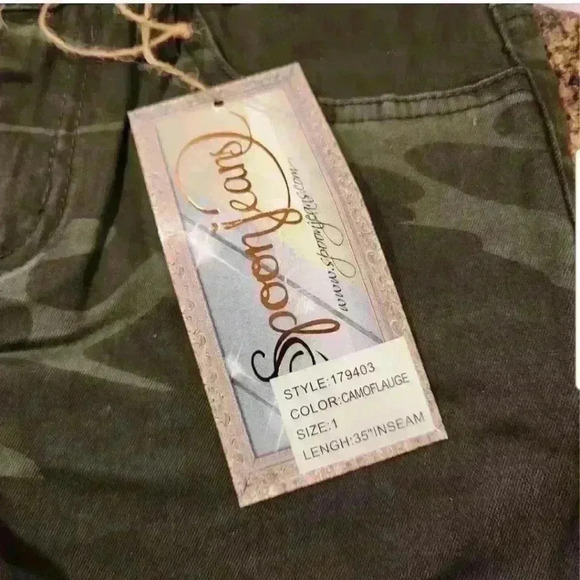 Spoon Jeans
www.spoonjeans.com
STYLE:179403
COLOR:CAMOFLAUGE
SIZE:1
LENGH:35"INSEAM